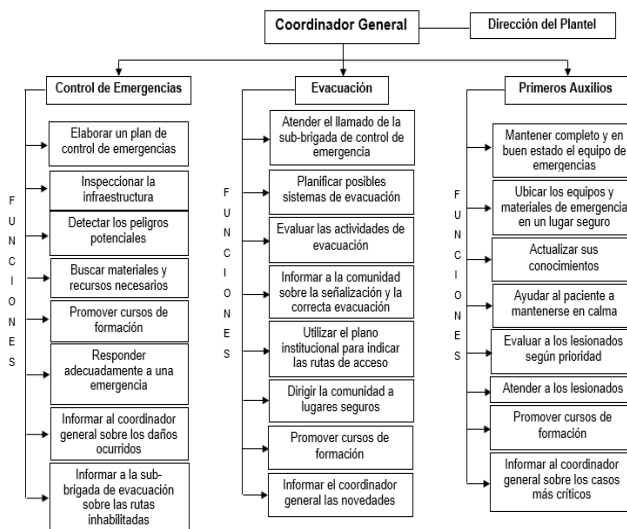 Coordinador General
Dirección del Plantel
Control de Emergencias
FUNCIONES
Elaborar un plan de
control de emergencias
Inspeccionar la
infraestructura
Detectar los peligros
potenciales
Buscar materiales y
recursos necesarios
Promover cursos de
formación
Responder
adecuadamente a una
emergencia
Informar al coordinador
general sobre los daños
ocurridos
Informar a la sub-
brigada de evacuación
sobre las rutas
inhabilitadas
Evacuación
FUNCIONES
Atender el llamado de la
sub-brigada de control de
emergencia
Planificar posibles
sistemas de evacuación
Evaluar las actividades de
evacuación
Informar a la comunidad
sobre la señalización y la
correcta evacuación
Utilizar el plano
institucional para indicar
las rutas de acceso
Dirigir la comunidad a
lugares seguros
Promover cursos de
formación
Informar el coordinador
general las novedades
Primeros Auxilios
FUNCIONES
Mantener completo y en
buen estado el equipo de
emergencias
Ubicar los equipos y
materiales de emergencia
en un lugar seguro
Actualizar sus
conocimientos
Ayudar al paciente a
mantenerse en calma
Evaluar a los lesionados
según prioridad
Atender a los lesionados
Promover cursos de
formación
Informar al coordinador
general sobre los casos
más críticos